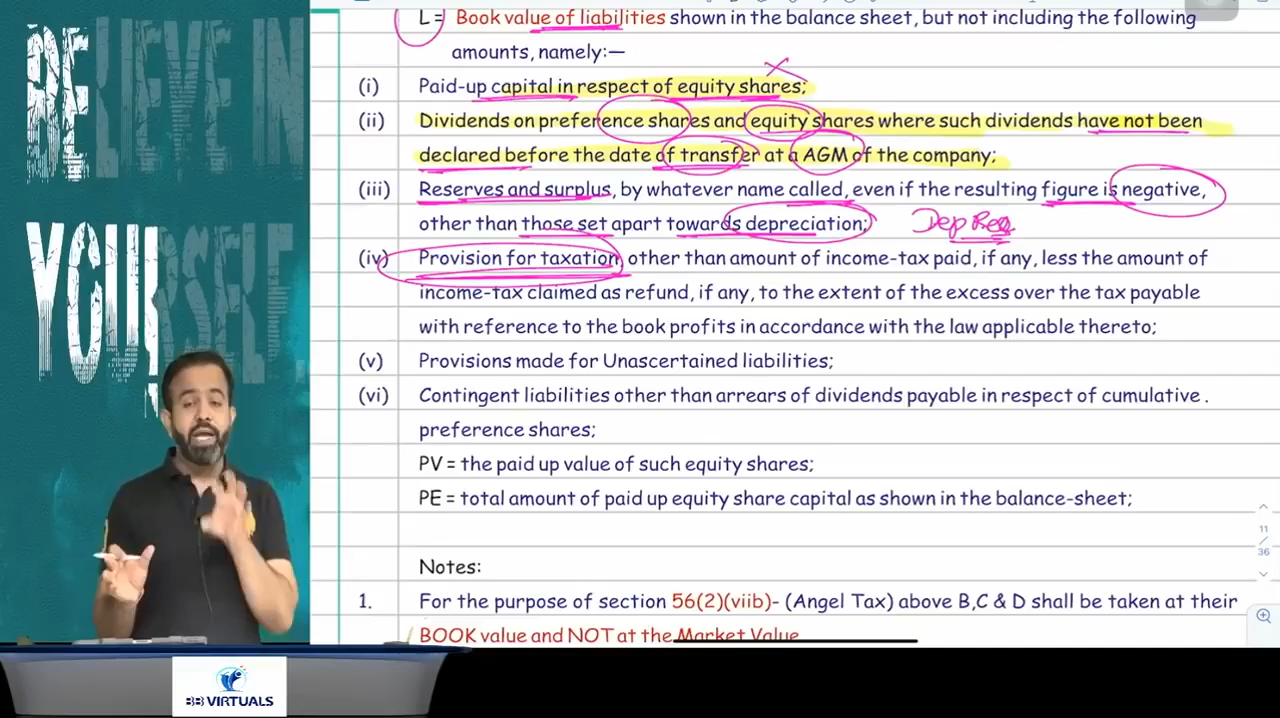 BELIEVE IN
YOURSELF
L = Book value of liabilities shown in the balance sheet, but not including the following
amounts, namely:—
(i) Paid-up capital in respect of equity shares;
(ii) Dividends on preference shares and equity shares where such dividends have not been
declared before the date of transfer at a AGM of the company;
(iii) Reserves and surplus, by whatever name called, even if the resulting figure is negative,
other than those set apart towards depreciation; Dep Res
(iv) Provision for taxation, other than amount of income-tax paid, if any, less the amount of
income-tax claimed as refund, if any, to the extent of the excess over the tax payable
with reference to the book profits in accordance with the law applicable thereto;
(v) Provisions made for Unascertained liabilities;
(vi) Contingent liabilities other than arrears of dividends payable in respect of cumulative .
preference shares;
PV = the paid up value of such equity shares;
PE = total amount of paid up equity share capital as shown in the balance-sheet;
11
/
36
Notes:
1. For the purpose of section 56(2)(viib)- (Angel Tax) above B,C & D shall be taken at their
BOOK value and NOT at the Market Value
BB VIRTUALS